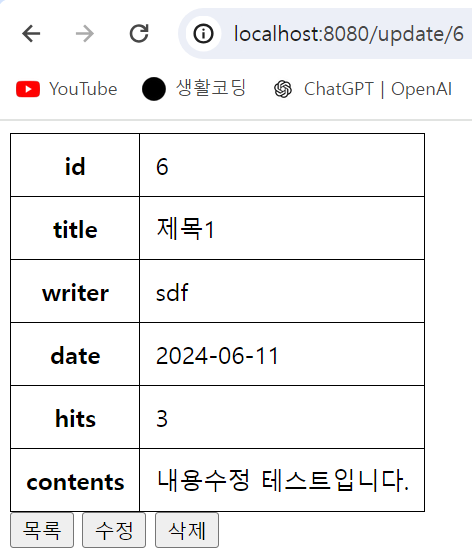 localhost:8080/update/6
YouTube 생활코딩 ChatGPT | OpenAI
id 6
title 제목1
writer sdf
date 2024-06-11
hits 3
contents 내용수정 테스트입니다.
목록 수정 삭제